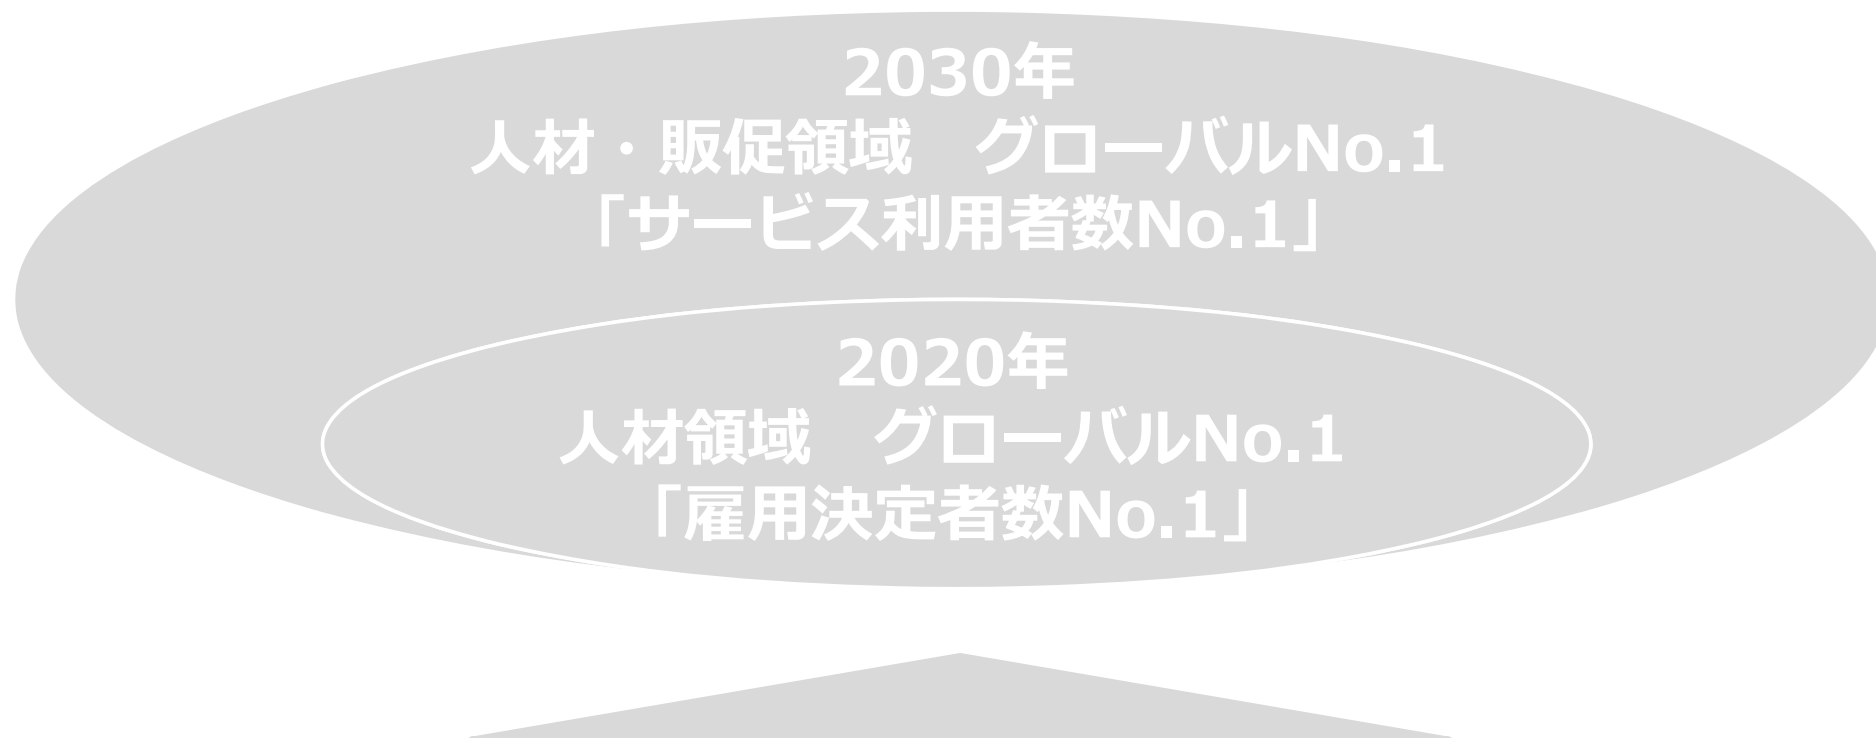 2030年
人材・販促領域　グローバルNo.1
「サービス利用者数No.1」
2020年
人材領域　グローバルNo.1
「雇用決定者数No.1」